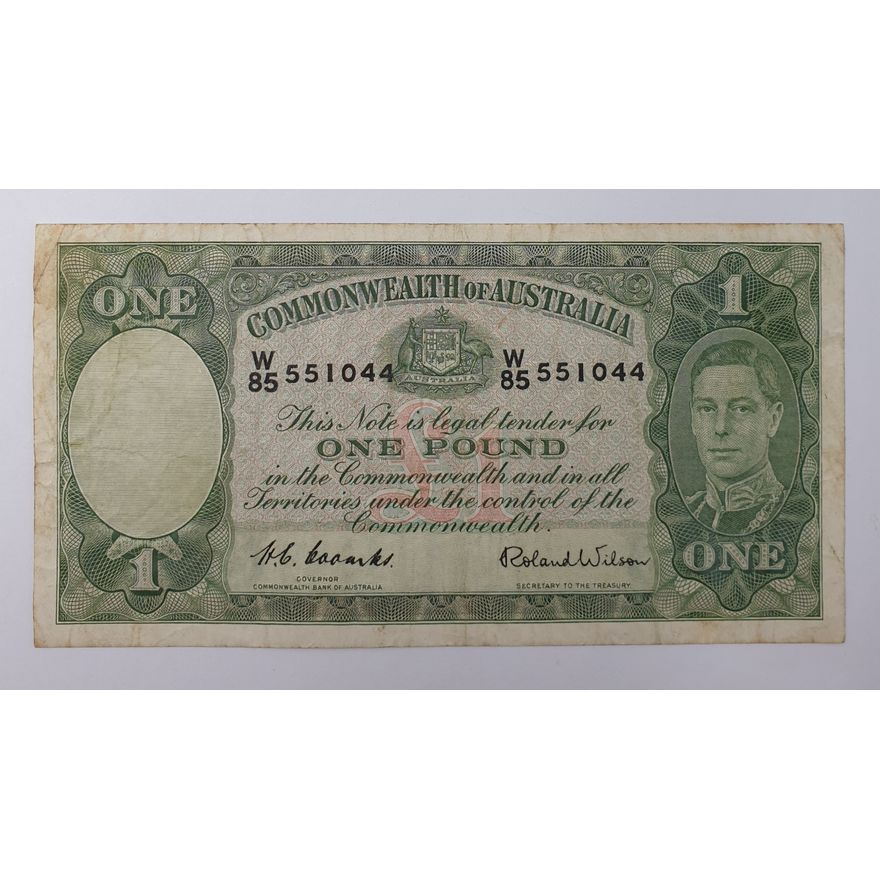 ONE
1
COMMONWEALTH OF AUSTRALIA
W/85 551044
W/85 551044
AUSTRALIA
This Note is legal tender for
ONE POUND
in the Commonwealth and in all
Territories under the control of the
Commonwealth.
£1
H.C. Coombs.
Roland Wilson
GOVERNOR
COMMONWEALTH BANK OF AUSTRALIA
SECRETARY TO THE TREASURY.
1
ONE